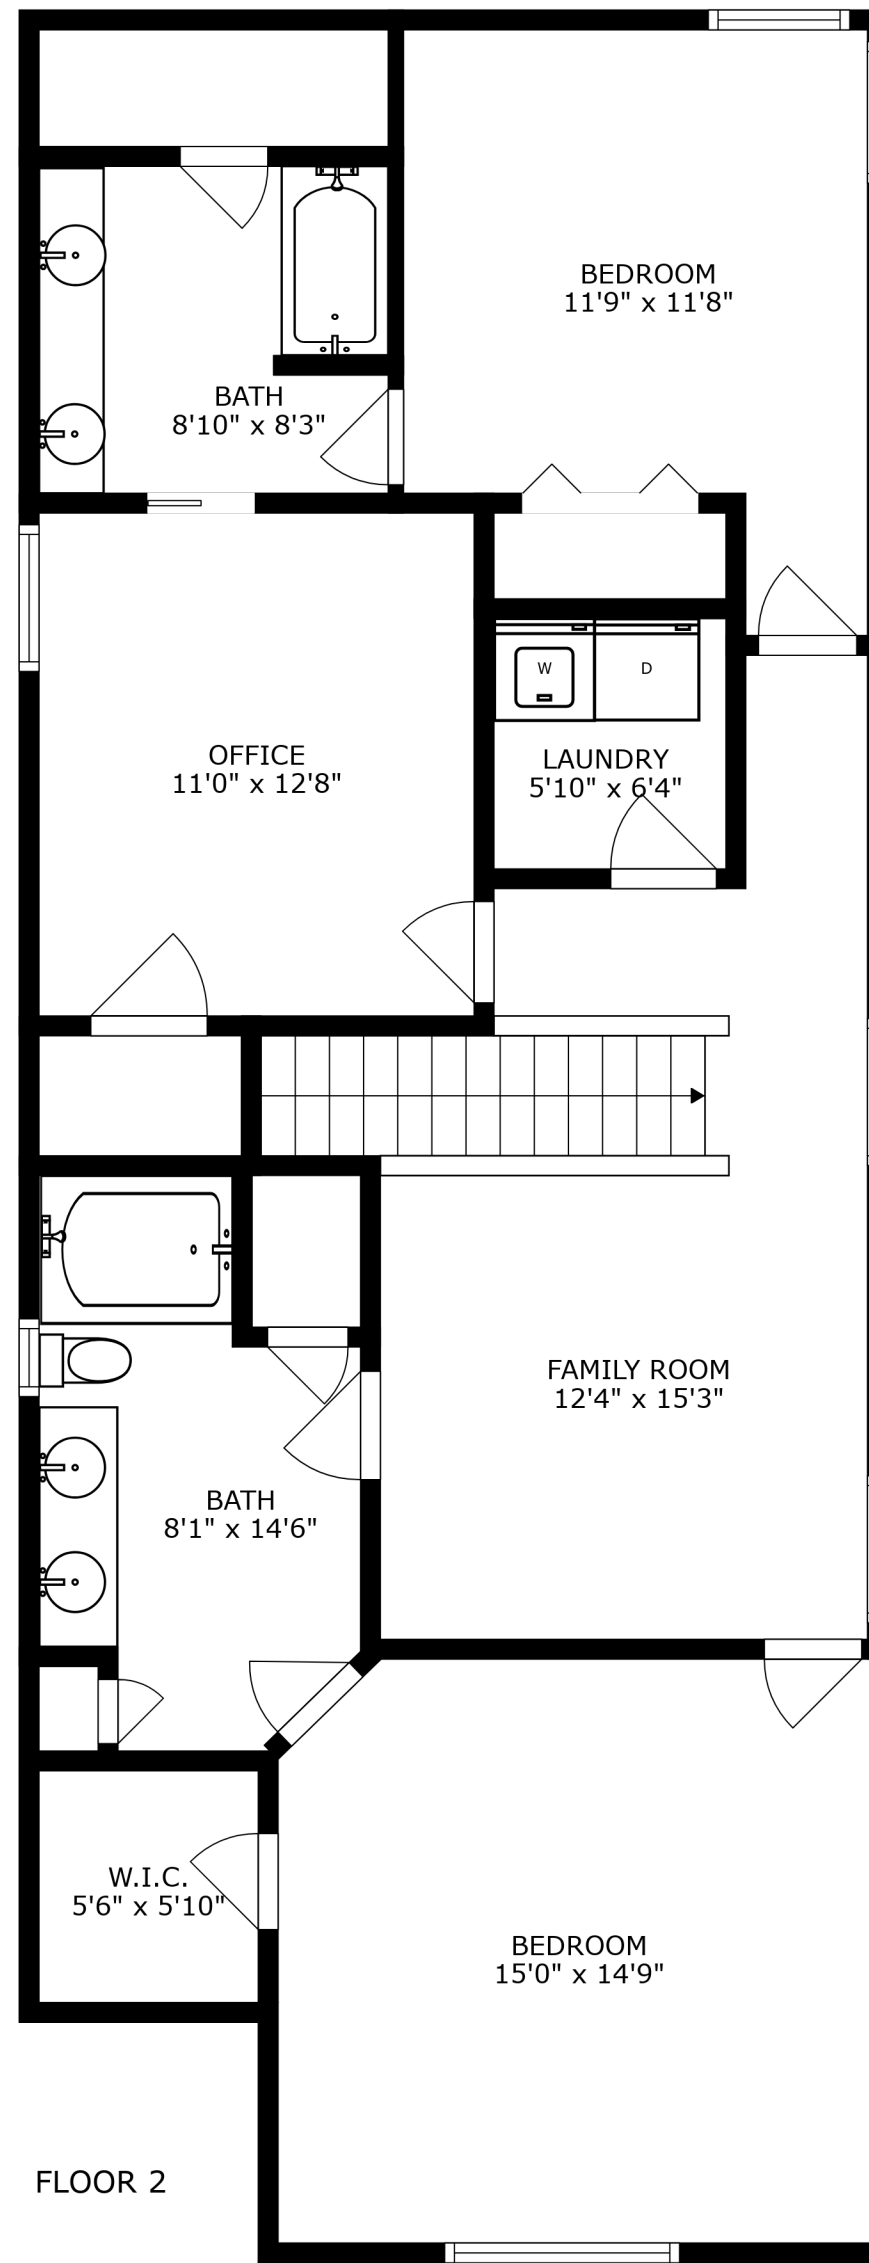 BEDROOM
11'9" x 11'8"
BATH
8'10" x 8'3"
W
D
OFFICE
11'0" x 12'8"
LAUNDRY
5'10" x 6'4"
FAMILY ROOM
12'4" x 15'3"
BATH
8'1" x 14'6"
W.I.C.
5'6" x 5'10"
BEDROOM
15'0" x 14'9"
FLOOR 2